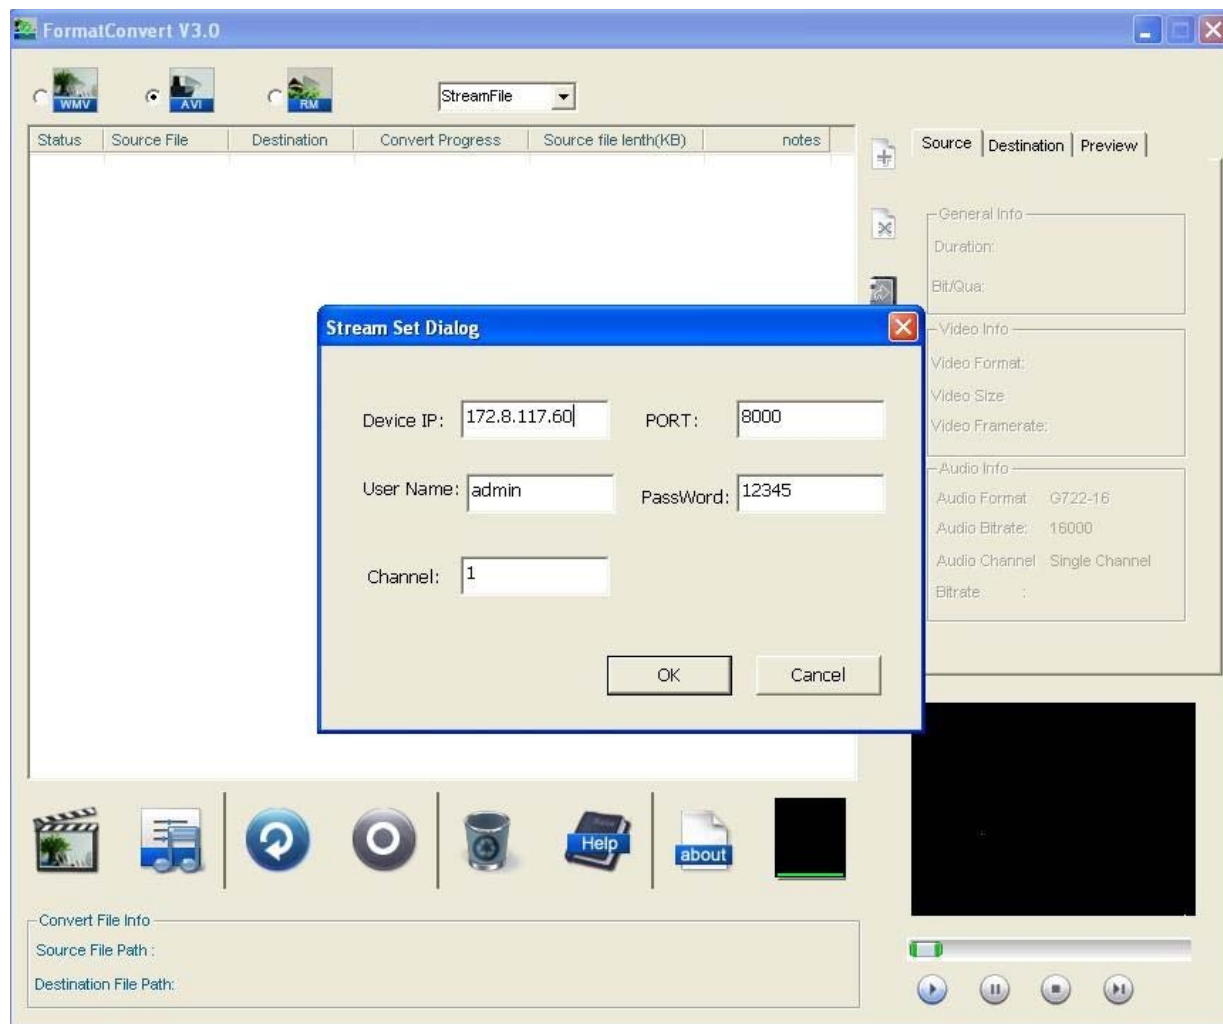 FormatConvert V3.0
WMV AVI RM StreamFile
Status Source File Destination Convert Progress Source file lenth(KB) notes
Source Destination Preview
General Info
Duration:
Bit/Qua:
Video Info
Video Format:
Video Size
Video Framerate:
Audio Info
Audio Format G722-16
Audio Bitrate: 16000
Audio Channel Single Channel
Bitrate :
Stream Set Dialog
Device IP: 172.8.117.60 PORT: 8000
User Name: admin PassWord: 12345
Channel: 1
OK Cancel
Help about
Convert File Info
Source File Path :
Destination File Path: